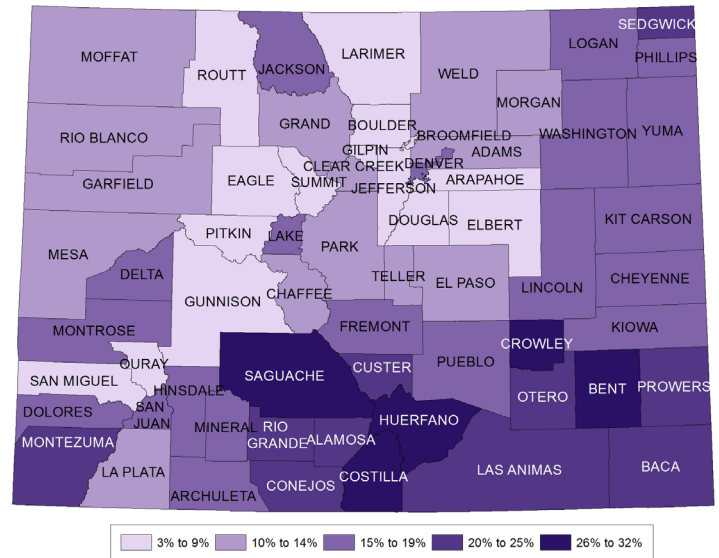 SEDGWICK
MOFFAT
ROUTT
JACKSON
LARIMER
LOGAN
PHILLIPS
WELD
MORGAN
GRAND
BOULDER
RIO BLANCO
BROOMFIELD
WASHINGTON
YUMA
GILPIN
ADAMS
CLEAR CREEK
DENVER
GARFIELD
EAGLE
SUMMIT
JEFFERSON
ARAPAHOE
DOUGLAS
ELBERT
KIT CARSON
PITKIN
LAKE
PARK
MESA
DELTA
TELLER
EL PASO
LINCOLN
CHEYENNE
GUNNISON
CHAFFEE
MONTROSE
FREMONT
KIOWA
CROWLEY
OURAY
SAGUACHE
CUSTER
PUEBLO
SAN MIGUEL
HINSDALE
OTERO
BENT
PROWERS
DOLORES
SAN
JUAN
MINERAL
RIO
GRANDE
ALAMOSA
HUERFANO
MONTEZUMA
LA PLATA
ARCHULETA
CONEJOS
COSTILLA
LAS ANIMAS
BACA
3% to 9% 10% to 14% 15% to 19% 20% to 25% 26% to 32%